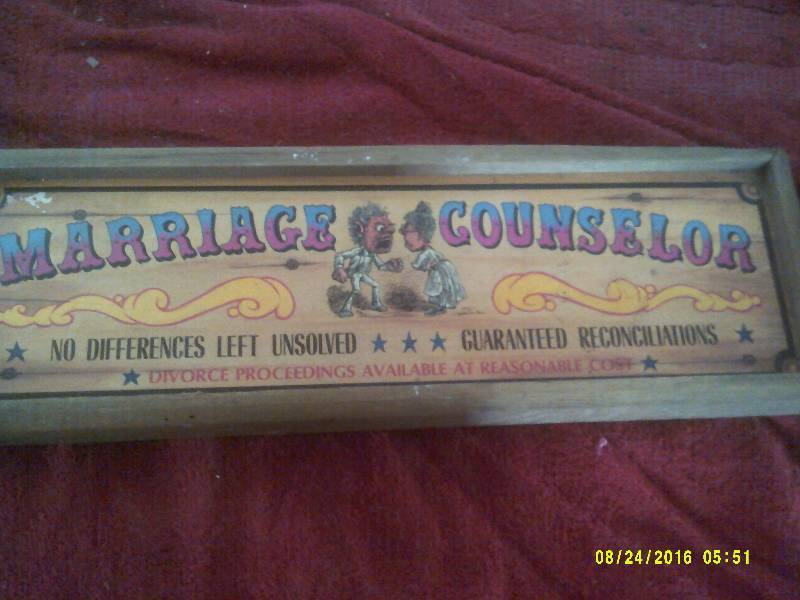 MARRIAGE COUNSELOR
★ NO DIFFERENCES LEFT UNSOLVED ★ ★ ★ GUARANTEED RECONCILIATIONS ★
★ DIVORCE PROCEEDINGS AVAILABLE AT REASONABLE COST ★
08/24/2016 05:51